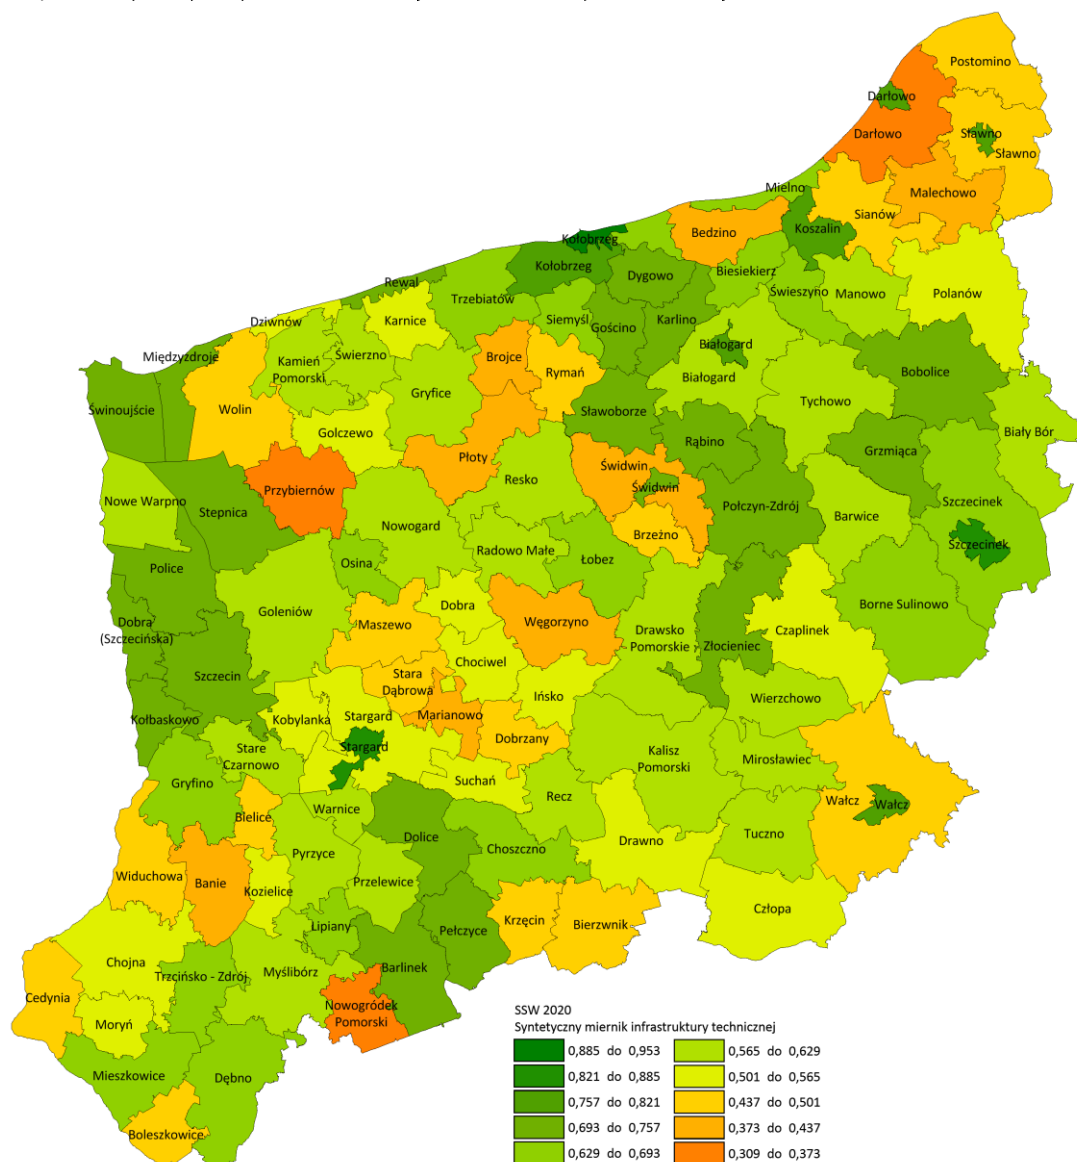 Postomino
Darłowo
Darłowo
Sławno
Sławno
Mielno
Malechowo
Sianów
Bedzino
Koszalin
Kołobrzeg
Kołobrzeg
Dygowo
Biesiekierz
Rewal
Trzebiatów
Świeszyno
Manowo
Polanów
Dziwnów
Karnice
Siemyśl
Gościno
Karlino
Międzyzdroje
Kamień
Pomorski
Świerzno
Brojce
Rymań
Białogard
Białogard
Bobolice
Świnoujście
Wolin
Gryfice
Sławoborze
Tychowo
Golczewo
Rąbino
Grzmiąca
Biały Bór
Płoty
Świdwin
Świdwin
Przybiernów
Resko
Nowe Warpno
Stepnica
Połczyn-Zdrój
Barwice
Szczecinek
Szczecinek
Nowogard
Brzeżno
Radowo Małe
Łobez
Osina
Police
Goleniów
Dobra
Borne Sulinowo
Dobra
(Szczecińska)
Maszewo
Węgorzyno
Drawsko
Pomorskie
Złocieniec
Czaplinek
Szczecin
Chociwel
Stara
Dąbrowa
Ińsko
Wierzchowo
Kołbaskowo
Kobylanka
Stargard
Marianowo
Stargard
Dobrzany
Stare
Czarnowo
Kalisz
Pomorski
Mirosławiec
Gryfino
Suchań
Recz
Wałcz
Wałcz
Bielice
Warnice
Dolice
Choszczno
Drawno
Tuczno
Widuchowa
Banie
Kozielice
Pyrzyce
Przelewice
Człopa
Lipiany
Pełczyce
Krzęcin
Bierzwnik
Chojna
Trzcińsko - Zdrój
Myślibórz
Barlinek
Cedynia
Moryń
Nowogródek
Pomorski
Mieszkowice
Dębno
Boleszkowice
SSW 2020
Syntetyczny miernik infrastruktury technicznej
0,885 do 0,953
0,565 do 0,629
0,821 do 0,885
0,501 do 0,565
0,757 do 0,821
0,437 do 0,501
0,693 do 0,757
0,373 do 0,437
0,629 do 0,693
0,309 do 0,373